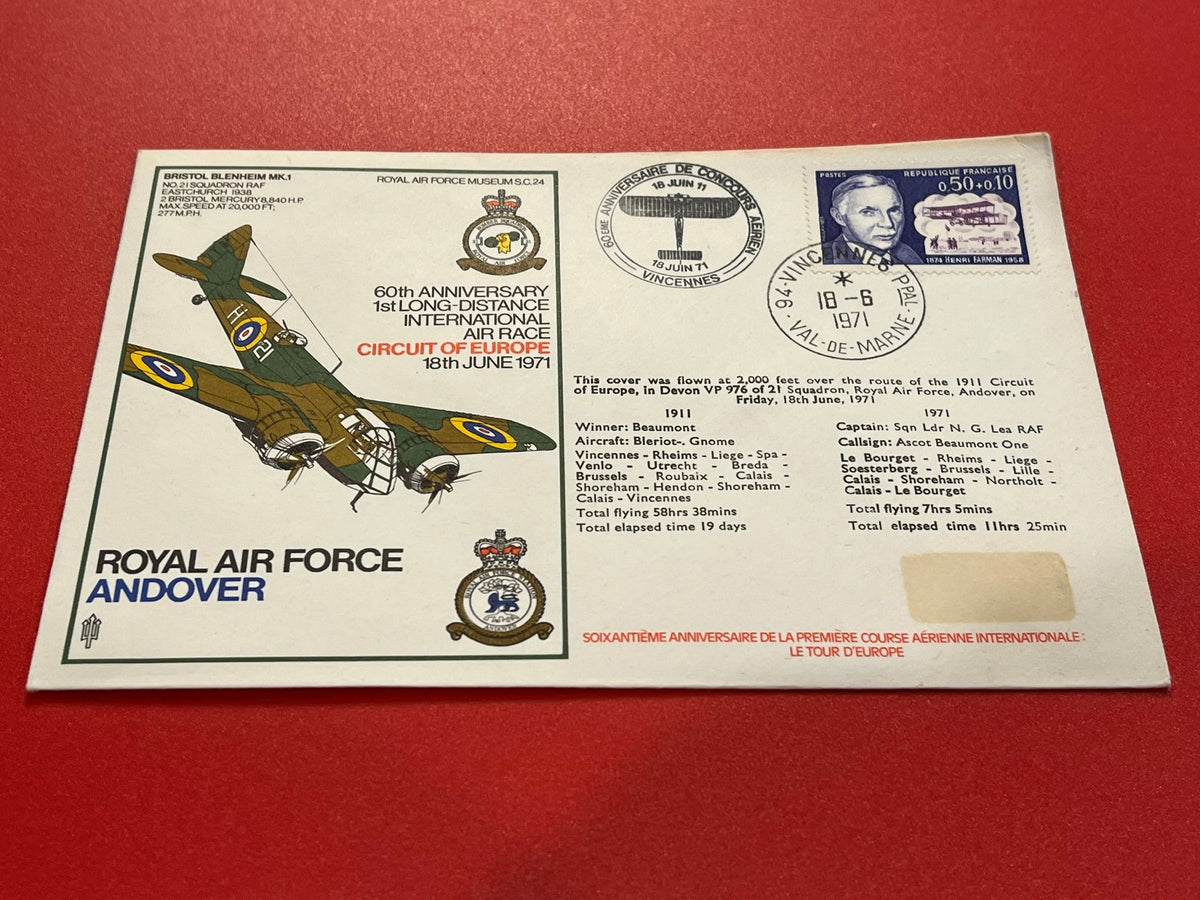 BRISTOL BLENHEIM MK.1
NO. 21 SQUADRON RAF
EASTCHURCH 1938
2 BRISTOL MERCURY 8,840 H.P.
MAX. SPEED AT 20,000 FT;
277 M.P.H.
ROYAL AIR FORCE MUSEUM S.C. 24
60th ANNIVERSARY
1st LONG-DISTANCE
INTERNATIONAL
AIR RACE
CIRCUIT OF EUROPE
18th JUNE 1971
ROYAL AIR FORCE
ANDOVER
ROYAL AIR FORCE STATION
ANDOVER
60EME ANNIVERSAIRE DE CONCOURS AERIEN
18 JUIN 11
18 JUIN 71
VINCENNES
POSTES
REPUBLIQUE FRANÇAISE
0,50+0,10
1874 HENRI FARMAN 1958
94-VINCENNES PPAL
18-6
1971
VAL-DE-MARNE
This cover was flown at 2,000 feet over the route of the 1911 Circuit
of Europe, in Devon VP 976 of 21 Squadron, Royal Air Force, Andover, on
Friday, 18th June, 1971
1911
Winner: Beaumont
Aircraft: Bleriot-. Gnome
Vincennes - Rheims - Liege - Spa -
Venlo - Utrecht - Breda -
Brussels - Roubaix - Calais -
Shoreham - Hendon - Shoreham -
Calais - Vincennes
Total flying 58hrs 38mins
Total elapsed time 19 days
1971
Captain: Sqn Ldr N. G. Lea RAF
Callsign: Ascot Beaumont One
Le Bourget - Rheims - Liege -
Soesterberg - Brussels - Lille -
Calais - Shoreham - Northolt -
Calais - Le Bourget
Total flying 7hrs 5mins
Total elapsed time 11hrs 25min
SOIXANTIÈME ANNIVERSAIRE DE LA PREMIÈRE COURSE AÉRIENNE INTERNATIONALE:
LE TOUR D'EUROPE